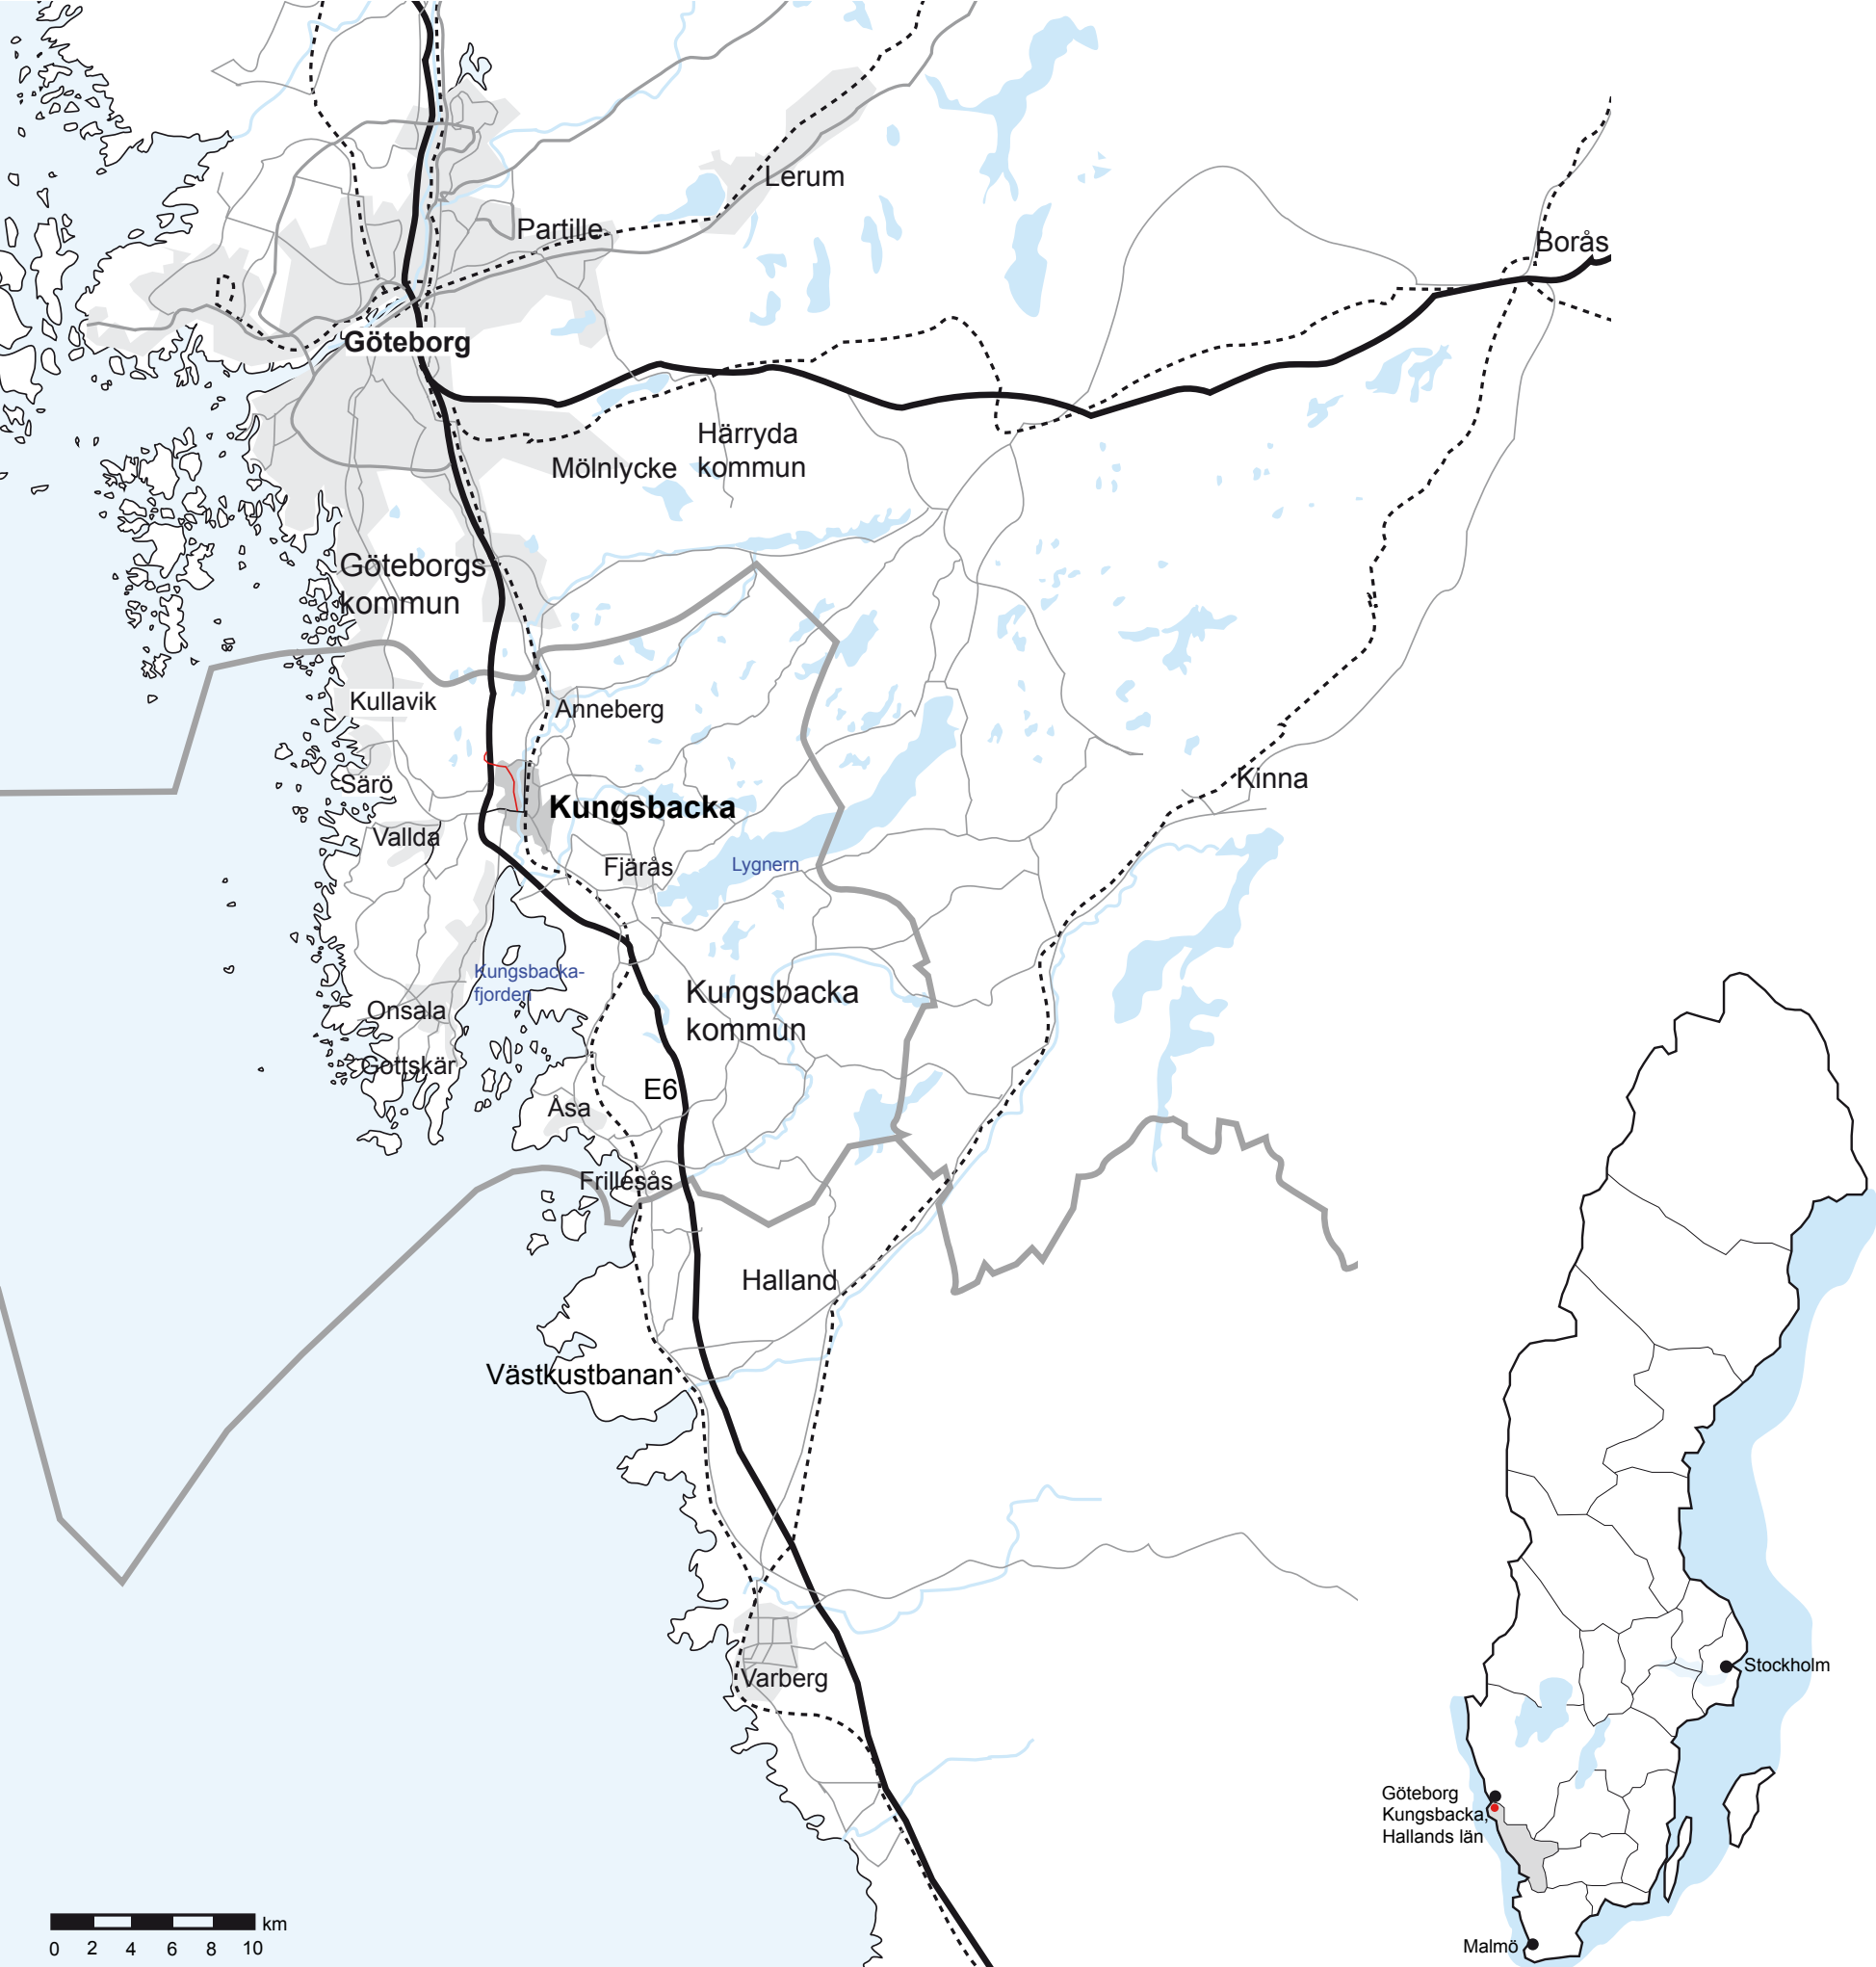 Lerum
Partille
Borås
Göteborg
Härryda
kommun
Mölnlycke
Göteborgs
kommun
Kullavik
Anneberg
Särö
Kinna
Kungsbacka
Vallda
Fjärås
Lygnern
Kungsbacka-
fjorden
Kungsbacka
kommun
Onsala
Gottskär
E6
Åsa
Frillesås
Halland
Västkustbanan
Varberg
Stockholm
Göteborg
Kungsbacka,
Hallands län
Malmö
km
0 2 4 6 8 10